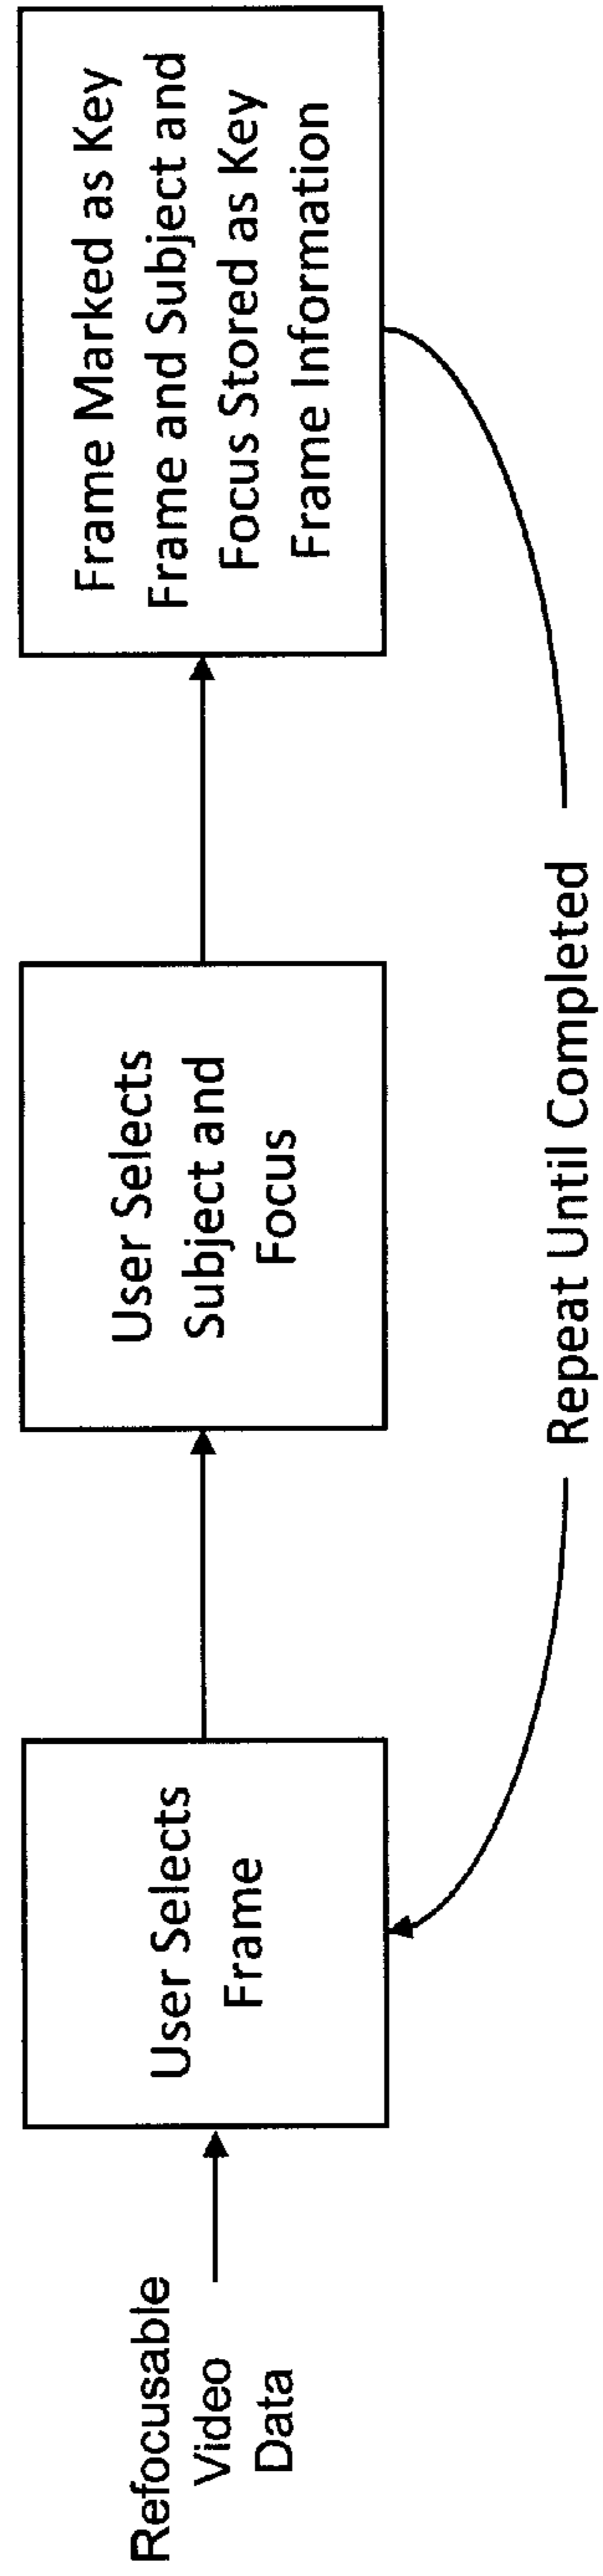 Refocusable
Video
Data
User Selects
Frame
User Selects
Subject and
Focus
Frame Marked as Key
Frame and Subject and
Focus Stored as Key
Frame Information
Repeat Until Completed